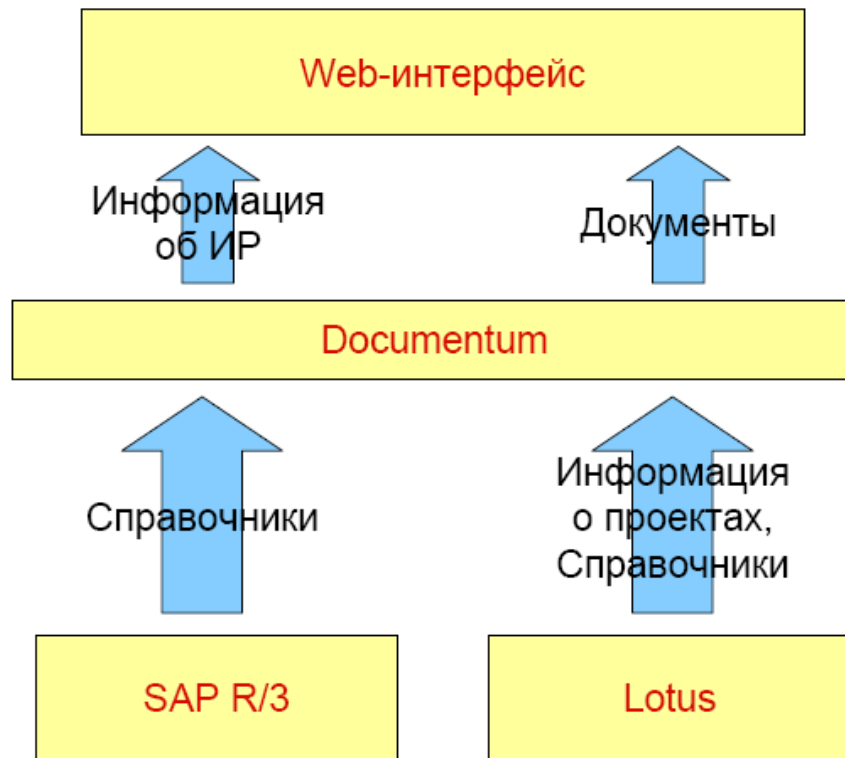 Web-интерфейс
Информация
об ИР
Документы
Documentum
Справочники
Информация
о проектах,
Справочники
SAP R/3
Lotus